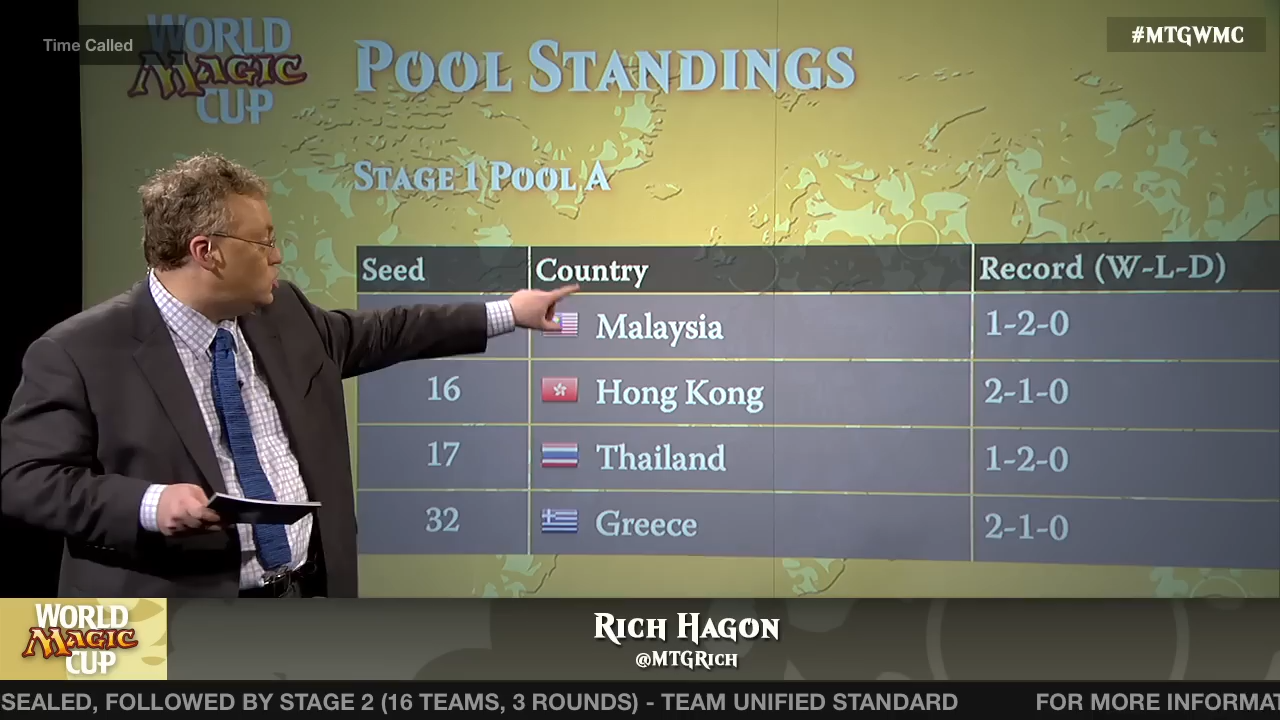 Time Called
WORLD
MAGIC
CUP
#MTGWMC
POOL STANDINGS
STAGE 1 POOL A
Seed Country Record (W-L-D)
Malaysia 1-2-0
16 Hong Kong 2-1-0
17 Thailand 1-2-0
32 Greece 2-1-0
WORLD
MAGIC
CUP
RICH HAGON
@MTGRICH
SEALED, FOLLOWED BY STAGE 2 (16 TEAMS, 3 ROUNDS) - TEAM UNIFIED STANDARD FOR MORE